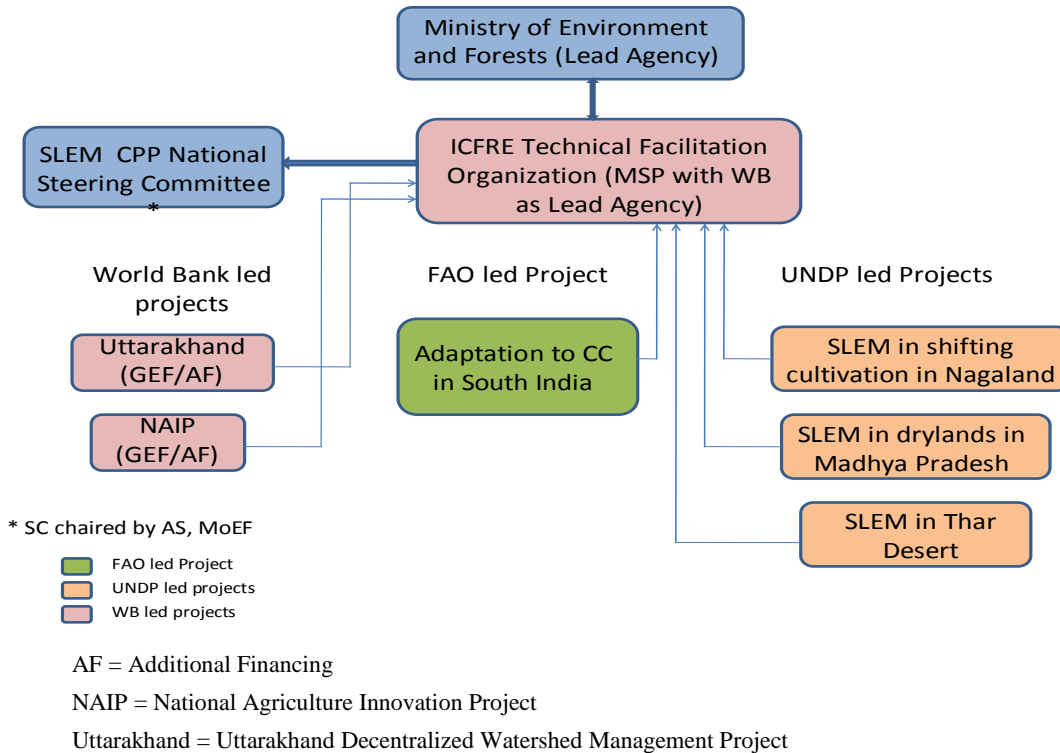 Ministry of Environment
and Forests (Lead Agency)
SLEM CPP National
Steering Committee
*
ICFRE Technical Facilitation
Organization (MSP with WB
as Lead Agency)
World Bank led
projects
FAO led Project
UNDP led Projects
Uttarakhand
(GEF/AF)
NAIP
(GEF/AF)
Adaptation to CC
in South India
SLEM in shifting
cultivation in Nagaland
SLEM in drylands in
Madhya Pradesh
SLEM in Thar
Desert
* SC chaired by AS, MoEF
FAO led Project
UNDP led projects
WB led projects
AF = Additional Financing
NAIP = National Agriculture Innovation Project
Uttarakhand = Uttarakhand Decentralized Watershed Management Project